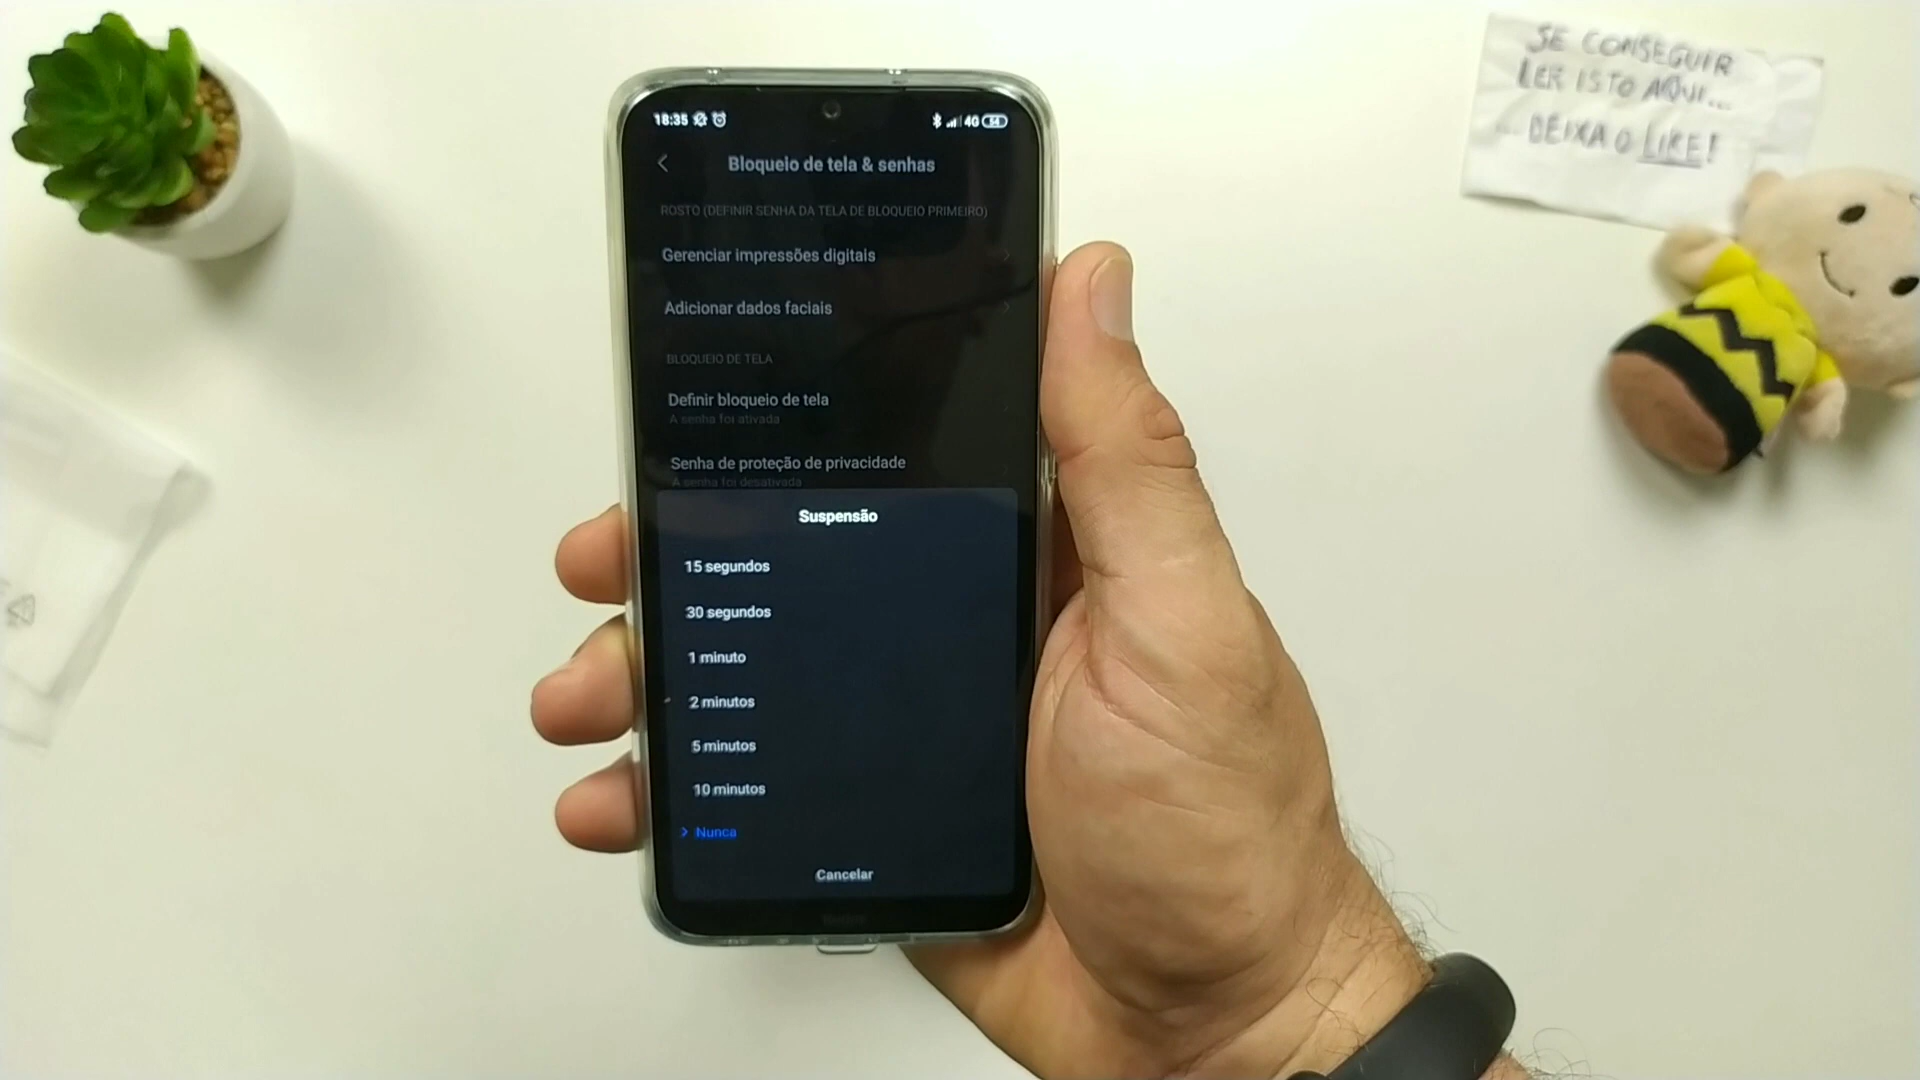 SE CONSEGUIR
LER ISTO AQUI...
... DEIXA O LIKE!
18:35
4G 54
Bloqueio de tela & senhas
ROSTO (DEFINIR SENHA DA TELA DE BLOQUEIO PRIMEIRO)
Gerenciar impressões digitais
Adicionar dados faciais
BLOQUEIO DE TELA
Definir bloqueio de tela
A senha foi ativada
Senha de proteção de privacidade
A senha foi desativada
Suspensão
15 segundos
30 segundos
1 minuto
2 minutos
5 minutos
10 minutos
Nunca
Cancelar